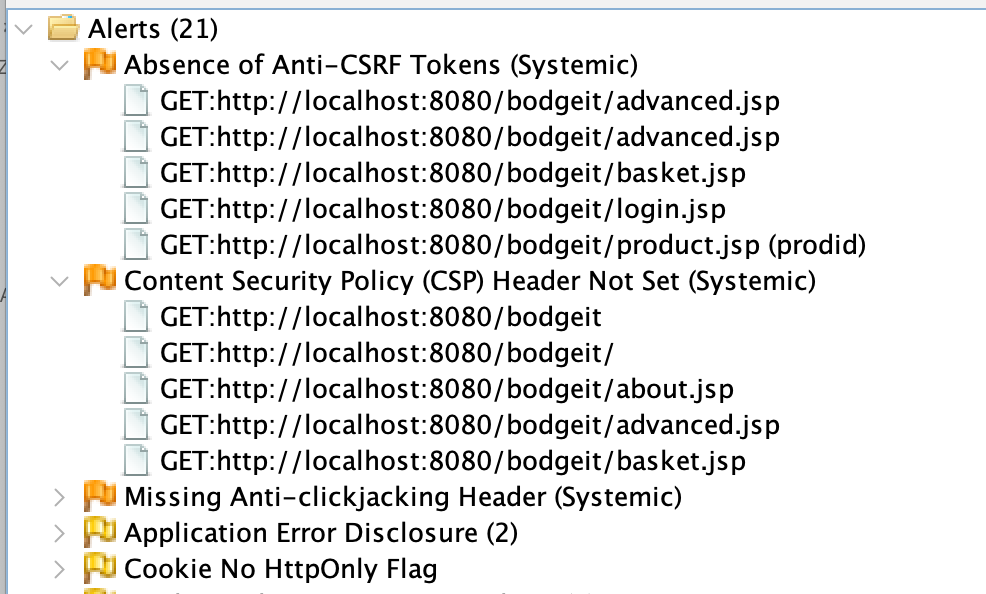 Alerts (21)
Absence of Anti-CSRF Tokens (Systemic)
GET:http://localhost:8080/bodgeit/advanced.jsp
GET:http://localhost:8080/bodgeit/advanced.jsp
GET:http://localhost:8080/bodgeit/basket.jsp
GET:http://localhost:8080/bodgeit/login.jsp
GET:http://localhost:8080/bodgeit/product.jsp (prodid)
Content Security Policy (CSP) Header Not Set (Systemic)
GET:http://localhost:8080/bodgeit
GET:http://localhost:8080/bodgeit/
GET:http://localhost:8080/bodgeit/about.jsp
GET:http://localhost:8080/bodgeit/advanced.jsp
GET:http://localhost:8080/bodgeit/basket.jsp
Missing Anti-clickjacking Header (Systemic)
Application Error Disclosure (2)
Cookie No HttpOnly Flag